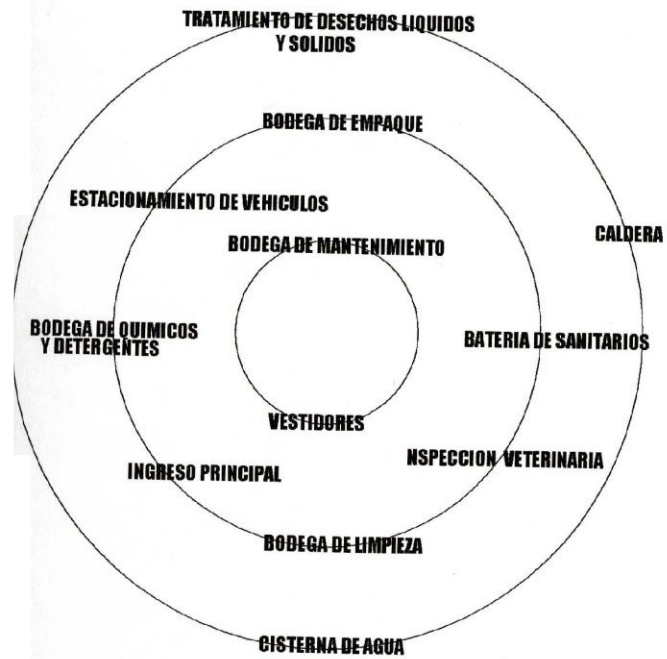 TRATAMIENTO DE DESECHOS LIQUIDOS
Y SOLIDOS
BODEGA DE EMPAQUE
ESTACIONAMIENTO DE VEHICULOS
CALDERA
BODEGA DE MANTENIMIENTO
BODEGA DE QUIMICOS
Y DETERGENTES
BATERIA DE SANITARIOS
VESTIDORES
INGRESO PRINCIPAL
NSPECCION VETERINARIA
BODEGA DE LIMPIEZA
CISTERNA DE AGUA